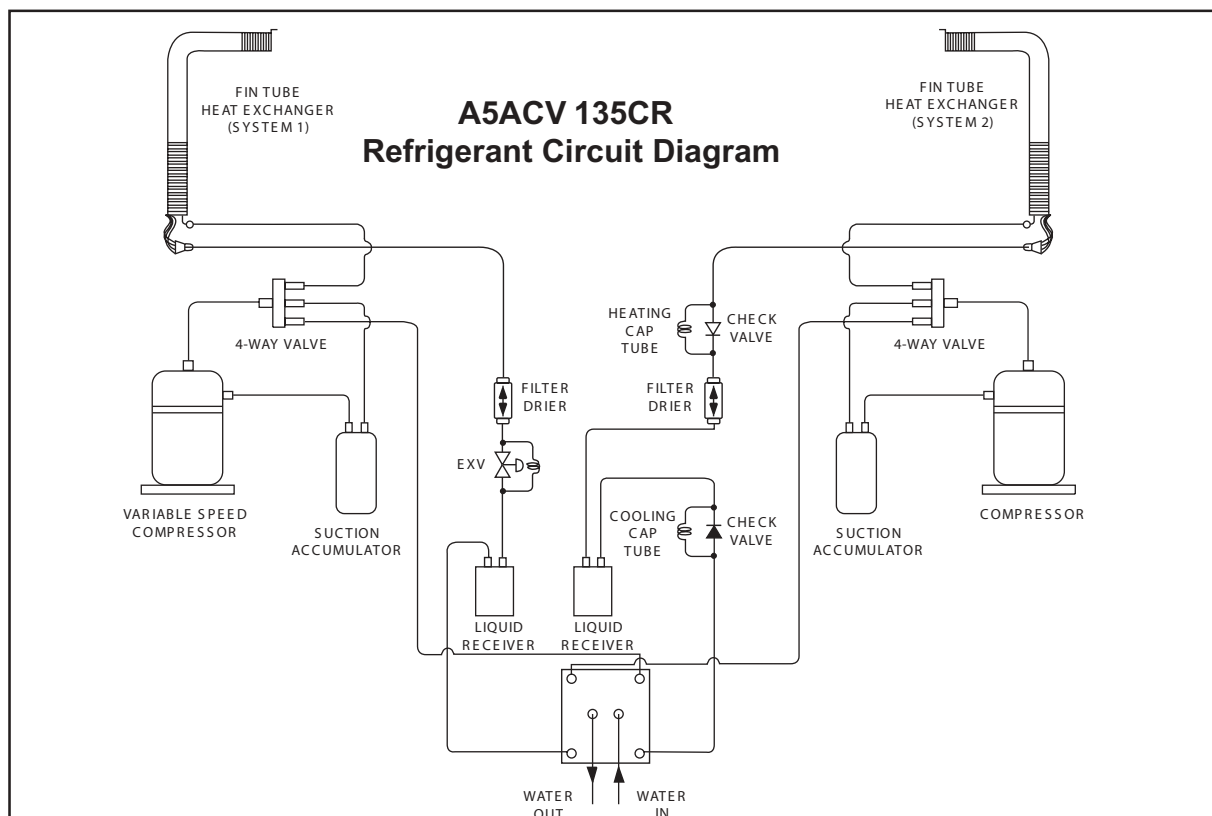 FIN TUBE
HEAT EXCHANGER
(SYSTEM 1)
A5ACV 135CR
Refrigerant Circuit Diagram
FIN TUBE
HEAT EXCHANGER
(SYSTEM 2)
4-WAY VALVE
HEATING
CAP
TUBE
CHECK
VALVE
4-WAY VALVE
FILTER
DRIER
FILTER
DRIER
EXV
VARIABLE SPEED
COMPRESSOR
SUCTION
ACCUMULATOR
COOLING
CAP
TUBE
CHECK
VALVE
SUCTION
ACCUMULATOR
COMPRESSOR
LIQUID
RECEIVER
LIQUID
RECEIVER
WATER
OUT
WATER
IN